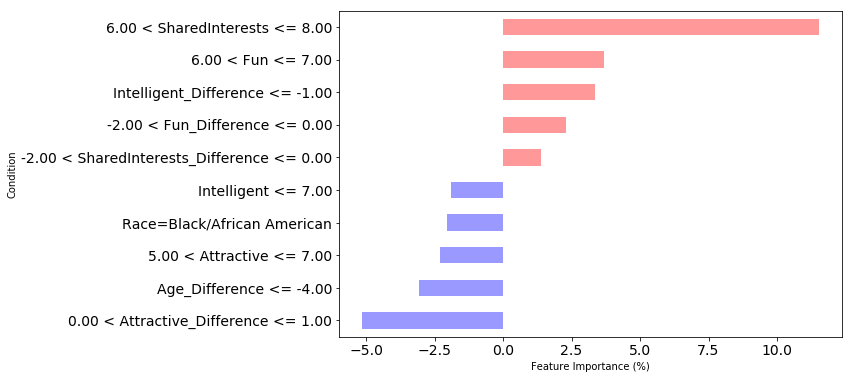 6.00 < SharedInterests <= 8.00
6.00 < Fun <= 7.00
Intelligent_Difference <= -1.00
-2.00 < Fun_Difference <= 0.00
-2.00 < SharedInterests_Difference <= 0.00
Intelligent <= 7.00
Race=Black/African American
5.00 < Attractive <= 7.00
Age_Difference <= -4.00
0.00 < Attractive_Difference <= 1.00
Condition
−5.0 −2.5 0.0 2.5 5.0 7.5 10.0
Feature Importance (%)